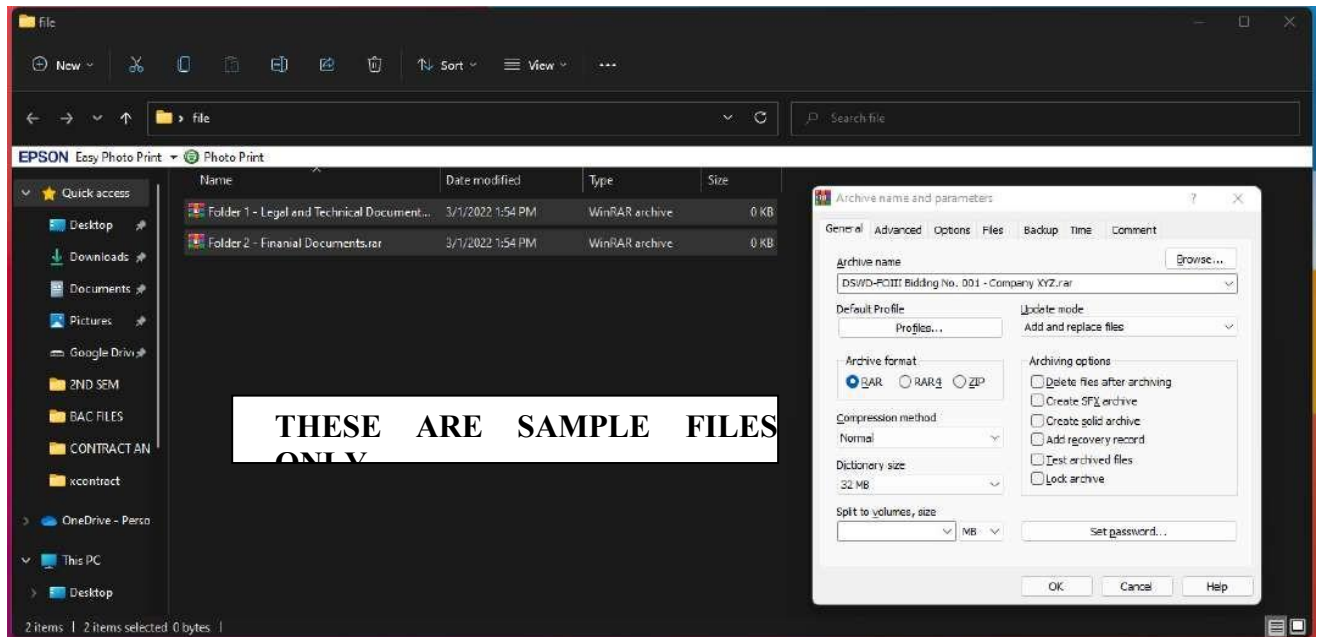 file
New
Sort
View
...
file
Search file
EPSON Easy Photo Print
Photo Print
Name
Date modified
Type
Size
Quick access
Desktop
Downloads
Documents
Pictures
Google Driv
2ND SEM
BAC FILES
CONTRACT AN
xcontract
OneDrive - Perso
This PC
Desktop
Folder 1 - Legal and Technical Document... 3/1/2022 1:54 PM WinRAR archive 0 KB
Folder 2 - Finanial Documents.rar 3/1/2022 1:54 PM WinRAR archive 0 KB
THESE ARE SAMPLE FILES
ONLY
Archive name and parameters
?
General Advanced Options Files Backup Time Comment
Archive name
Browse...
DSWD-FOIII Bidding No. 001 - Company XYZ.rar
Default Profile
Profiles...
Update mode
Add and replace files
Archive format
RAR RAR4 ZIP
Compression method
Normal
Dictionary size
32 MB
Split to volumes, size
MB
Archiving options
Delete files after archiving
Create SFX archive
Create solid archive
Add recovery record
Test archived files
Lock archive
Set password...
OK Cancel Help
2 items 2 items selected 0 bytes